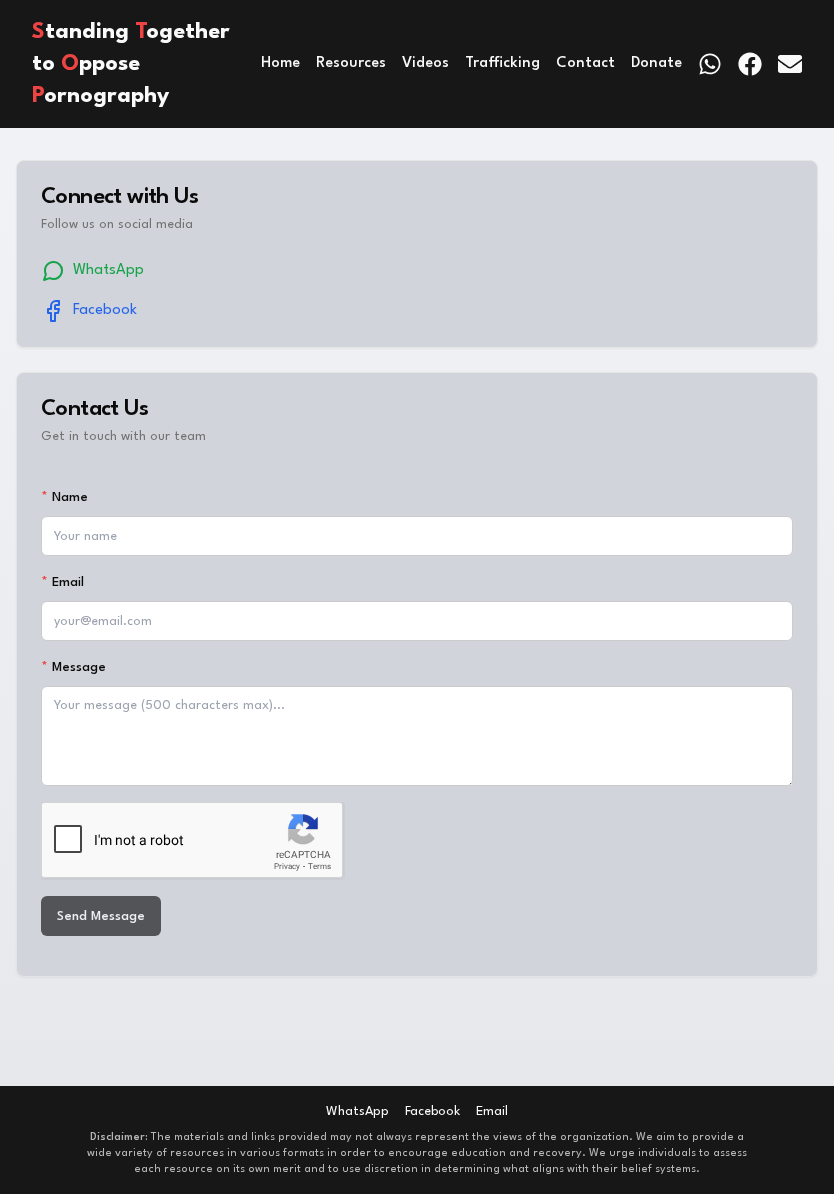 Standing Together
to Oppose
Pornography
Home Resources Videos Trafficking Contact Donate
Connect with Us
Follow us on social media
WhatsApp
Facebook
Contact Us
Get in touch with our team
* Name
Your name
* Email
your@email.com
* Message
Your message (500 characters max)...
I'm not a robot
reCAPTCHA
Privacy - Terms
Send Message
WhatsApp Facebook Email
Disclaimer: The materials and links provided may not always represent the views of the organization. We aim to provide a
wide variety of resources in various formats in order to encourage education and recovery. We urge individuals to assess
each resource on its own merit and to use discretion in determining what aligns with their belief systems.